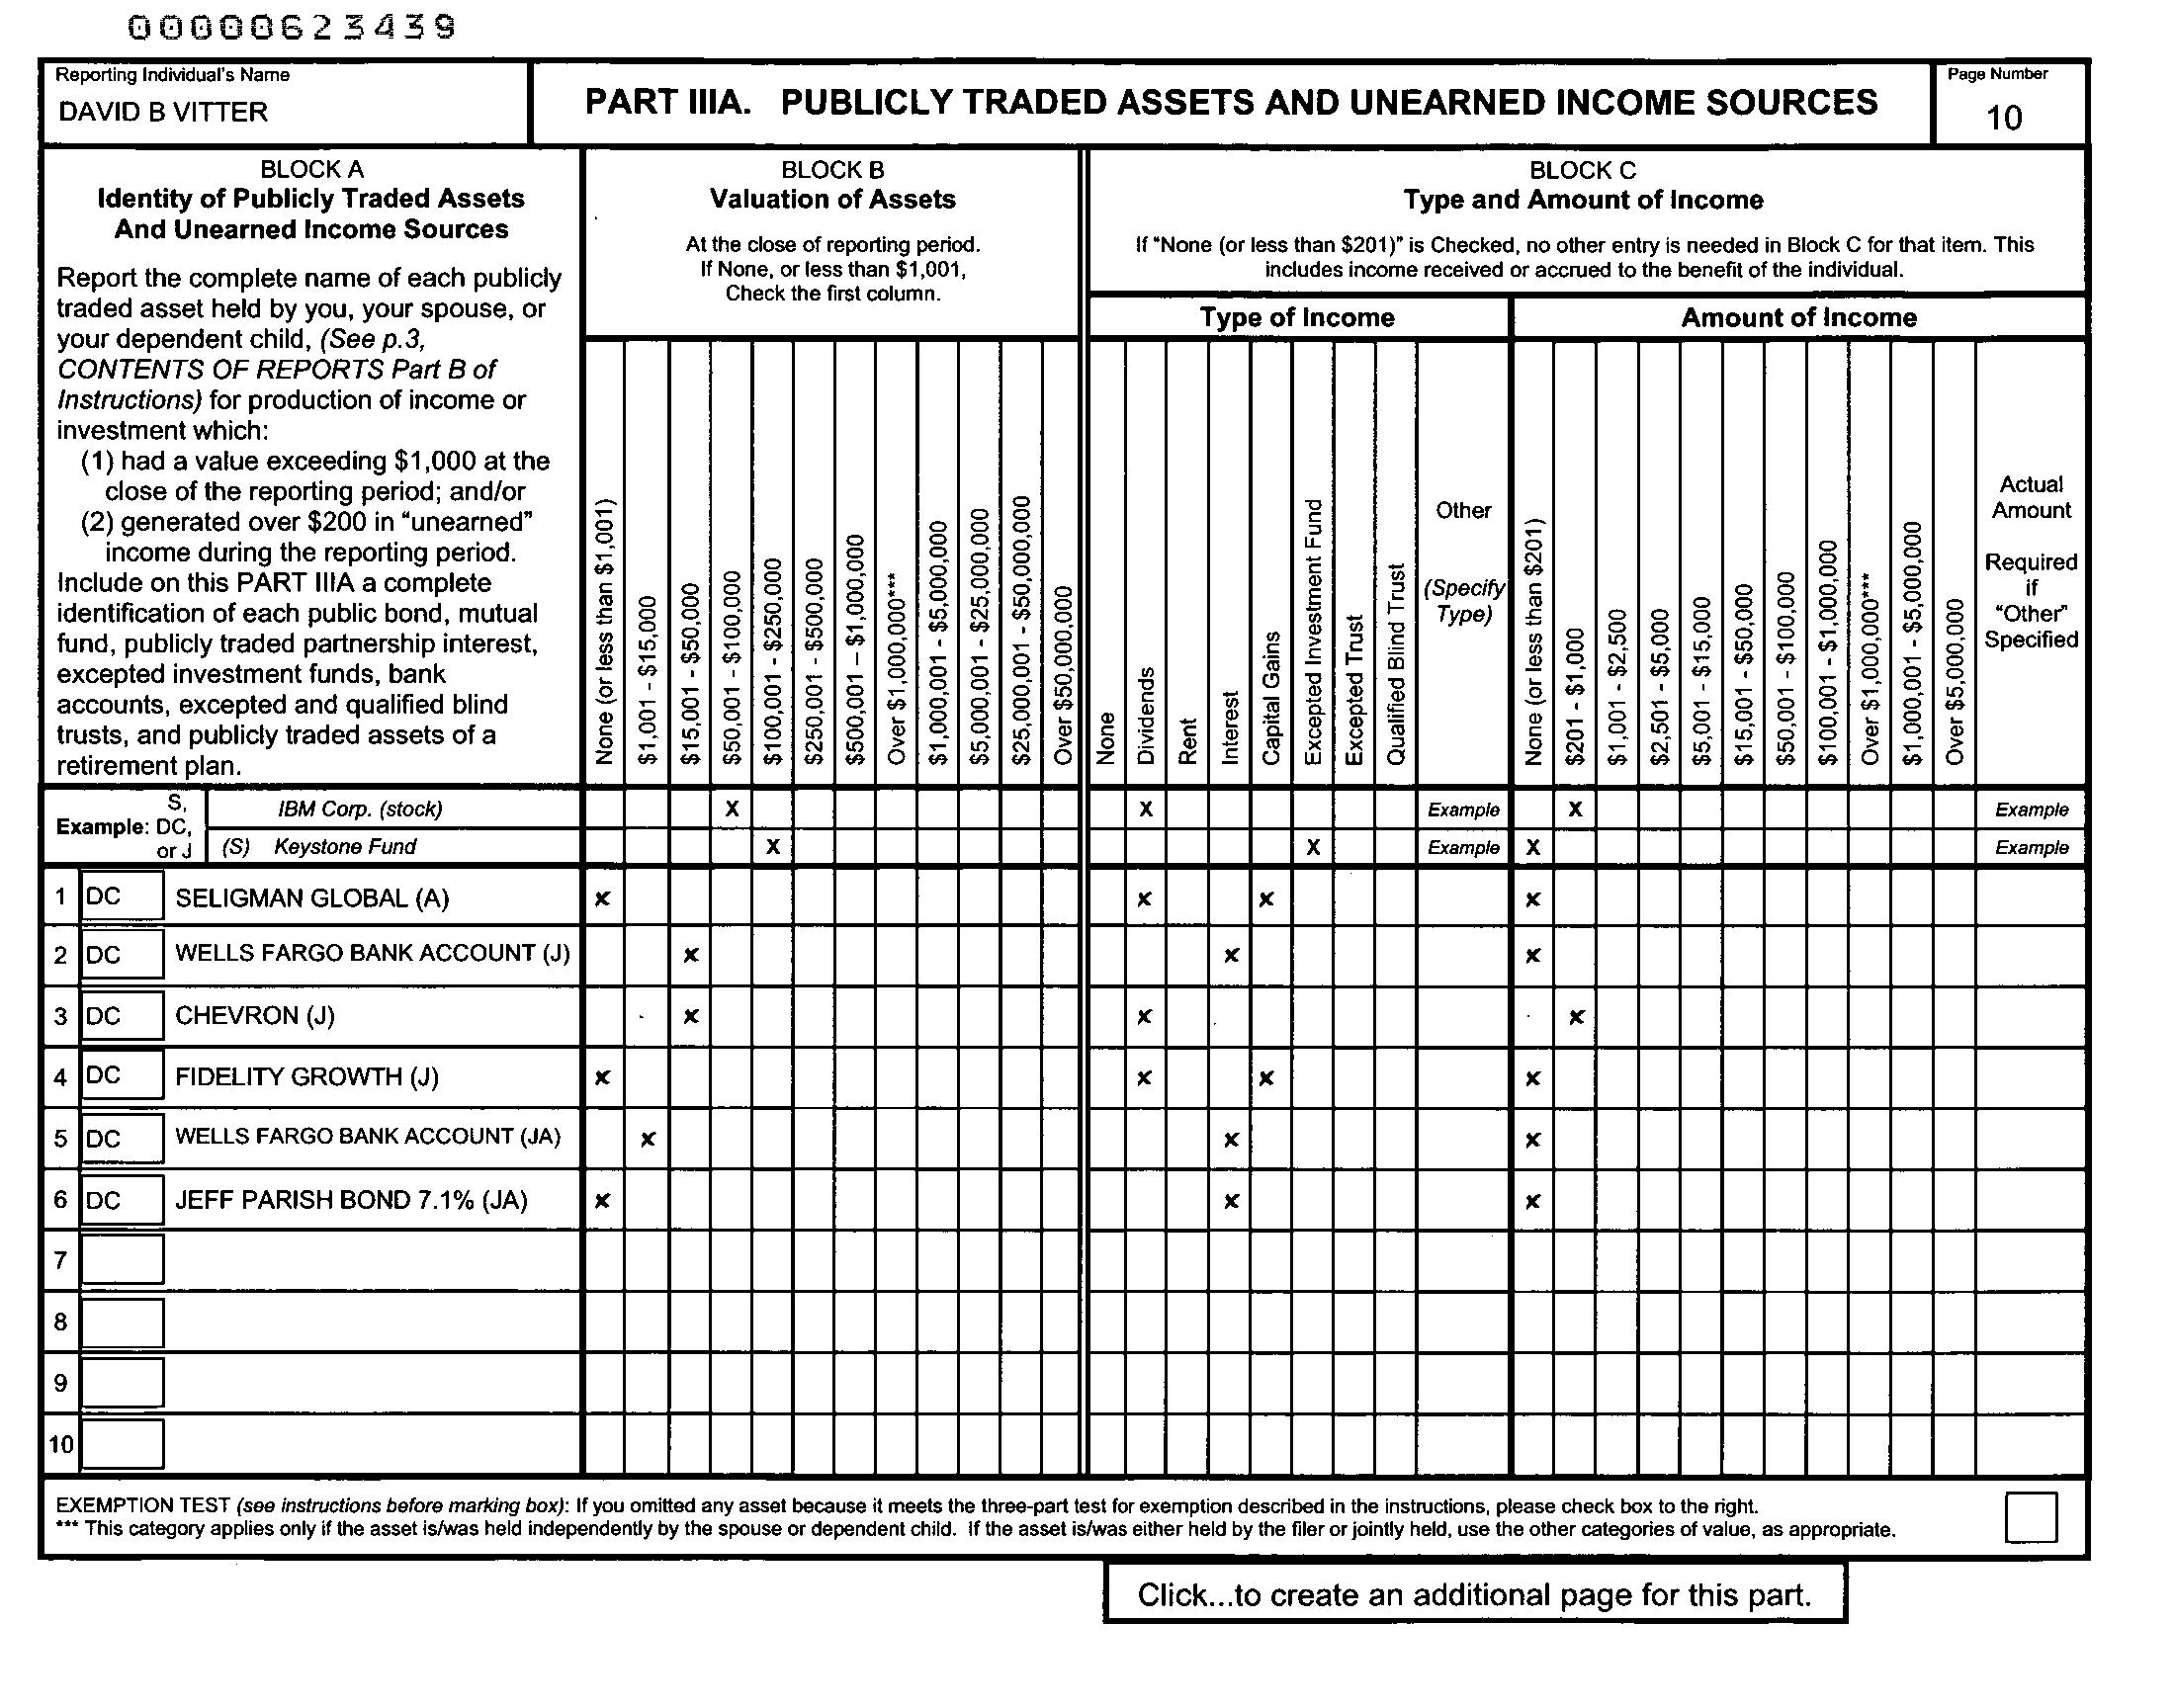 00000623439
Reporting Individual's Name
DAVID B VITTER
PART IIIA. PUBLICLY TRADED ASSETS AND UNEARNED INCOME SOURCES
Page Number
10
BLOCK A
Identity of Publicly Traded Assets
And Unearned Income Sources
Report the complete name of each publicly
traded asset held by you, your spouse, or
your dependent child, (See p.3,
CONTENTS OF REPORTS Part B of
Instructions) for production of income or
investment which:
(1) had a value exceeding $1,000 at the
close of the reporting period; and/or
(2) generated over $200 in "unearned"
income during the reporting period.
Include on this PART IIIA a complete
identification of each public bond, mutual
fund, publicly traded partnership interest,
excepted investment funds, bank
accounts, excepted and qualified blind
trusts, and publicly traded assets of a
retirement plan.
BLOCK B
Valuation of Assets
At the close of reporting period.
If None, or less than $1,001,
Check the first column.
None (or less than $1,001)
$1,001 - $15,000
$15,001 - $50,000
$50,001 - $100,000
$100,001 - $250,000
$250,001 - $500,000
$500,001 – $1,000,000
Over $1,000,000***
$1,000,001 - $5,000,000
$5,000,001 - $25,000,000
$25,000,001 - $50,000,000
Over $50,000,000
BLOCK C
Type and Amount of Income
If "None (or less than $201)" is Checked, no other entry is needed in Block C for that item. This
includes income received or accrued to the benefit of the individual.
Type of Income
None
Dividends
Rent
Interest
Capital Gains
Excepted Investment Fund
Excepted Trust
Qualified Blind Trust
Other
(Specify
Type)
Amount of Income
None (or less than $201)
$201 - $1,000
$1,001 - $2,500
$2,501 - $5,000
$5,001 - $15,000
$15,001 - $50,000
$50,001 - $100,000
$100,001 - $1,000,000
Over $1,000,000***
$1,000,001 - $5,000,000
Over $5,000,000
Actual
Amount
Required
if
"Other"
Specified
Example: S, DC, or J
IBM Corp. (stock) X X Example X Example
(S) Keystone Fund X X Example X Example
1 DC SELIGMAN GLOBAL (A) x x x x
2 DC WELLS FARGO BANK ACCOUNT (J) x x x
3 DC CHEVRON (J) x x x
4 DC FIDELITY GROWTH (J) x x x x
5 DC WELLS FARGO BANK ACCOUNT (JA) x x x
6 DC JEFF PARISH BOND 7.1% (JA) x x x
7
8
9
10
EXEMPTION TEST (see instructions before marking box): If you omitted any asset because it meets the three-part test for exemption described in the instructions, please check box to the right.
*** This category applies only if the asset is/was held independently by the spouse or dependent child. If the asset is/was either held by the filer or jointly held, use the other categories of value, as appropriate.
Click...to create an additional page for this part.